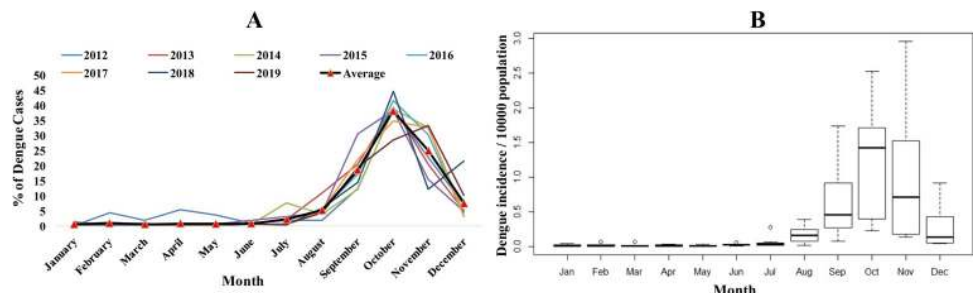 A
2012 2013 2014 2015 2016
2017 2018 2019 Average
% of Dengue Cases
50
45
40
35
30
25
20
15
10
5
0
January February March April May June July August September October November December
Month
B
Dengue incidence / 10000 population
3.0
2.5
2.0
1.5
1.0
0.5
0.0
Jan Feb Mar Apr May Jun Jul Aug Sep Oct Nov Dec
Month